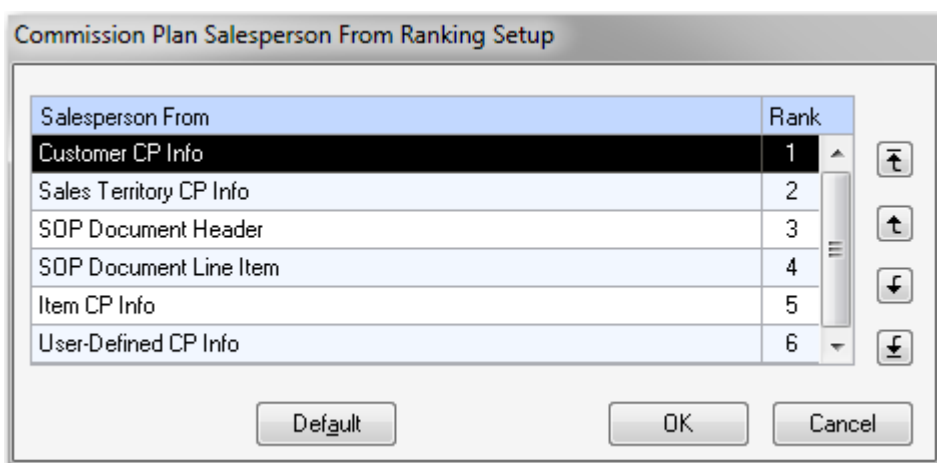 Commission Plan Salesperson From Ranking Setup
Salesperson From Rank
Customer CP Info 1
Sales Territory CP Info 2
SOP Document Header 3
SOP Document Line Item 4
Item CP Info 5
User-Defined CP Info 6
Default OK Cancel